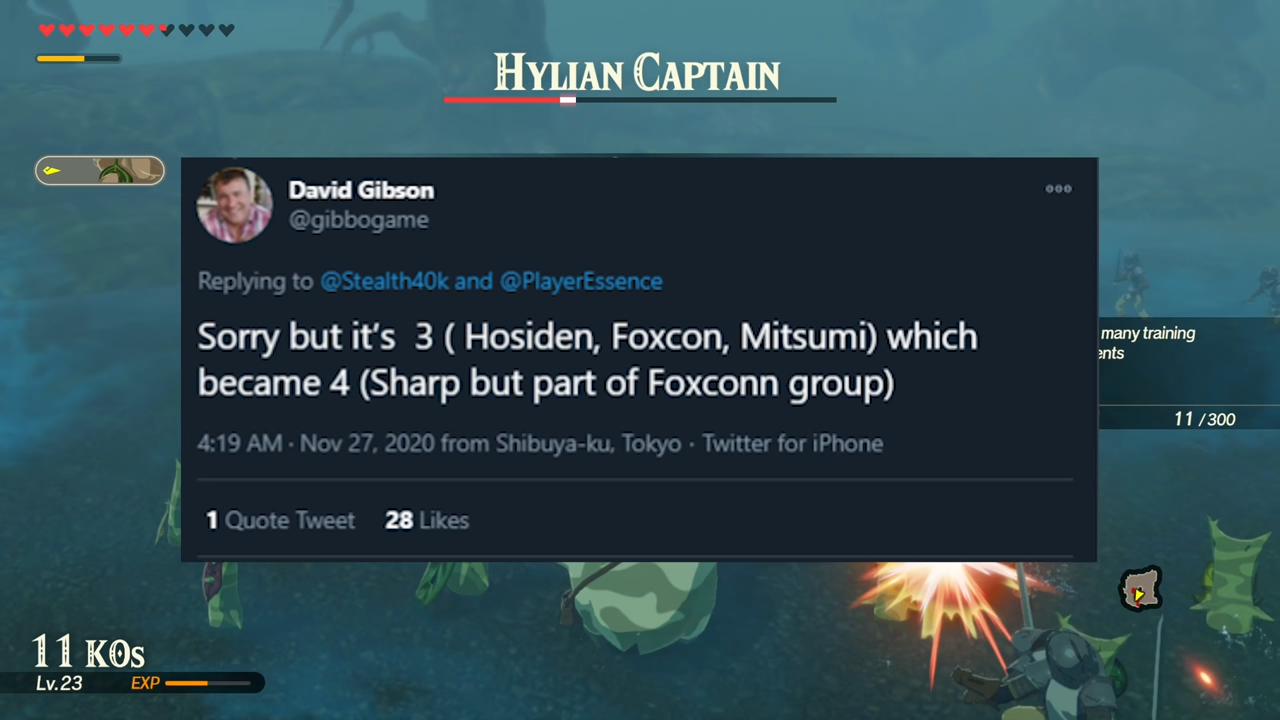 HYLIAN CAPTAIN
David Gibson
@gibbogame
Replying to @Stealth40k and @PlayerEssence
Sorry but it's  3 ( Hosiden, Foxcon, Mitsumi) which
became 4 (Sharp but part of Foxconn group)
4:19 AM · Nov 27, 2020 from Shibuya-ku, Tokyo · Twitter for iPhone
1 Quote Tweet 28 Likes
many training
11 / 300
11 KOs
Lv.23 EXP